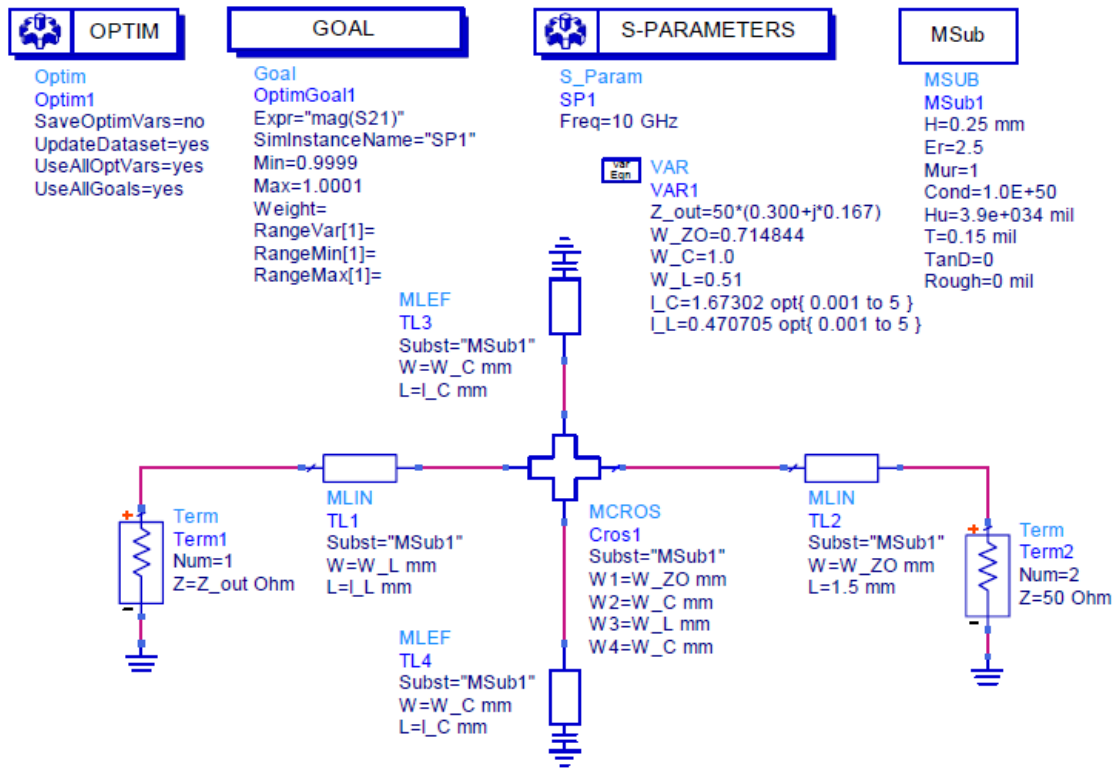 OPTIM
Optim
Optim1
SaveOptimVars=no
UpdateDataset=yes
UseAllOptVars=yes
UseAllGoals=yes
GOAL
Goal
OptimGoal1
Expr="mag(S21)"
SimInstanceName="SP1"
Min=0.9999
Max=1.0001
Weight=
RangeVar[1]=
RangeMin[1]=
RangeMax[1]=
S-PARAMETERS
S_Param
SP1
Freq=10 GHz
MSub
MSUB
MSub1
H=0.25 mm
Er=2.5
Mur=1
Cond=1.0E+50
Hu=3.9e+034 mil
T=0.15 mil
TanD=0
Rough=0 mil
Var
Eqn
VAR
VAR1
Z_out=50*(0.300+j*0.167)
W_ZO=0.714844
W_C=1.0
W_L=0.51
l_C=1.67302 opt{ 0.001 to 5 }
l_L=0.470705 opt{ 0.001 to 5 }
MLEF
TL3
Subst="MSub1"
W=W_C mm
L=l_C mm
Term
Term1
Num=1
Z=Z_out Ohm
MLIN
TL1
Subst="MSub1"
W=W_L mm
L=l_L mm
MCROS
Cros1
Subst="MSub1"
W1=W_ZO mm
W2=W_C mm
W3=W_L mm
W4=W_C mm
MLIN
TL2
Subst="MSub1"
W=W_ZO mm
L=1.5 mm
Term
Term2
Num=2
Z=50 Ohm
MLEF
TL4
Subst="MSub1"
W=W_C mm
L=l_C mm